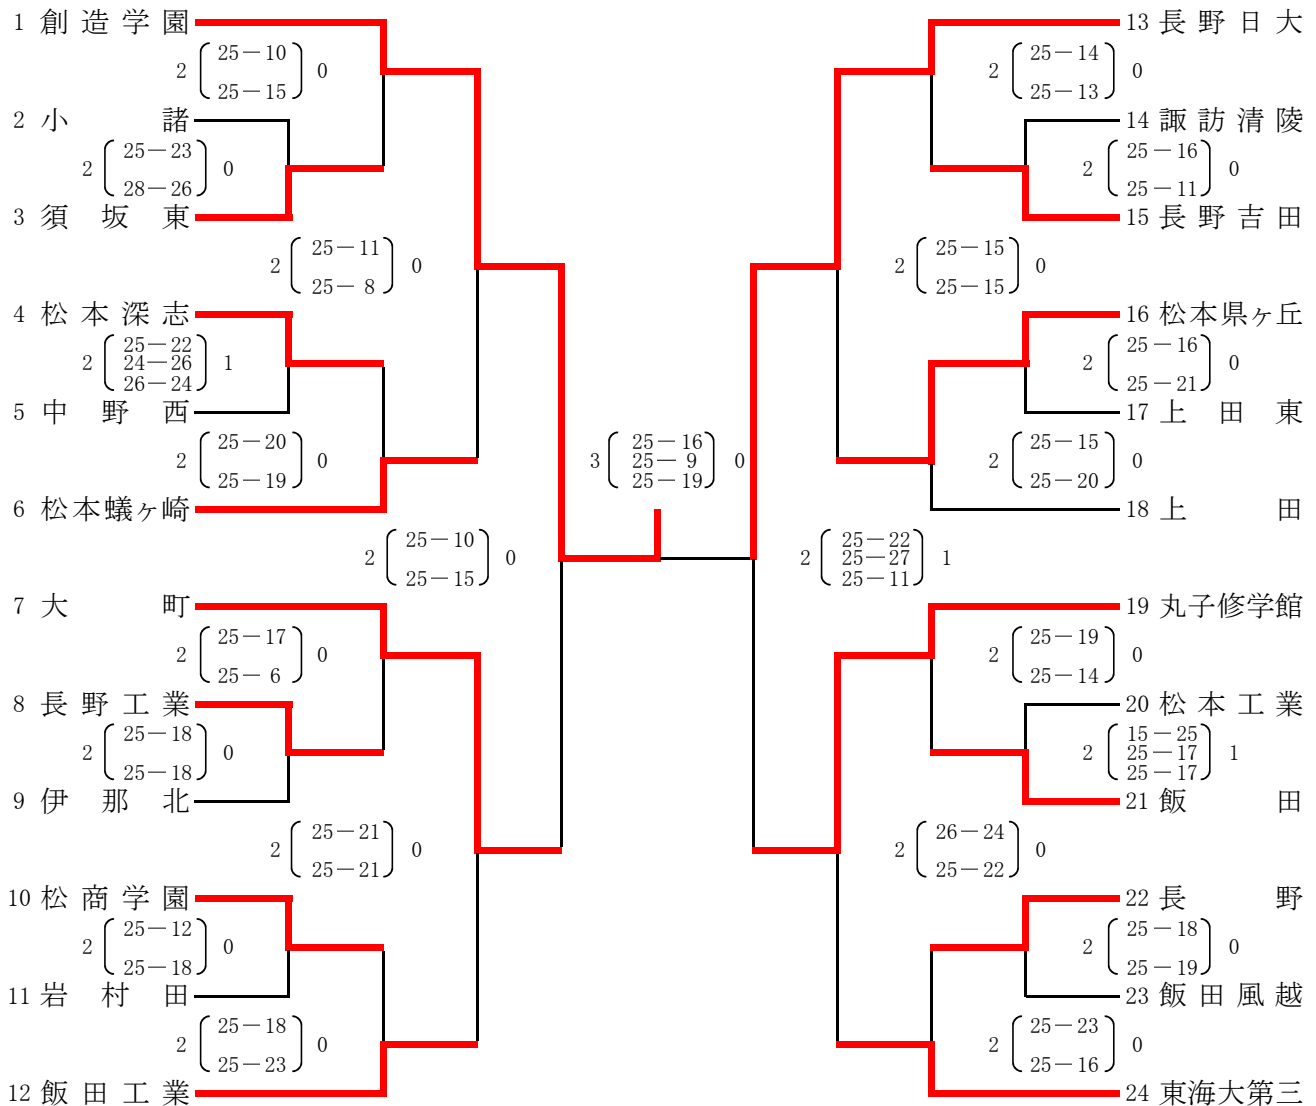 1 創造学園
2 25－10 0
25－15
2 小諸
2 25－23 0
28－26
3 須坂東
2 25－11 0
25－8
4 松本深志
2 25－22 1
24－26
26－24
5 中野西
2 25－20 0
25－19
6 松本蟻ヶ崎
2 25－10 0
25－15
7 大町
2 25－17 0
25－6
8 長野工業
2 25－18 0
25－18
9 伊那北
2 25－21 0
25－21
10 松商学園
2 25－12 0
25－18
11 岩村田
2 25－18 0
25－23
12 飯田工業
3 25－16 0
25－9
25－19
13 長野日大
2 25－14 0
25－13
14 諏訪清陵
2 25－16 0
25－11
15 長野吉田
2 25－15 0
25－15
16 松本県ヶ丘
2 25－16 0
25－21
17 上田東
2 25－15 0
25－20
18 上田
2 25－22 1
25－27
25－11
19 丸子修学館
2 25－19 0
25－14
20 松本工業
2 15－25 1
25－17
25－17
21 飯田
2 26－24 0
25－22
22 長野
2 25－18 0
25－19
23 飯田風越
2 25－23 0
25－16
24 東海大第三